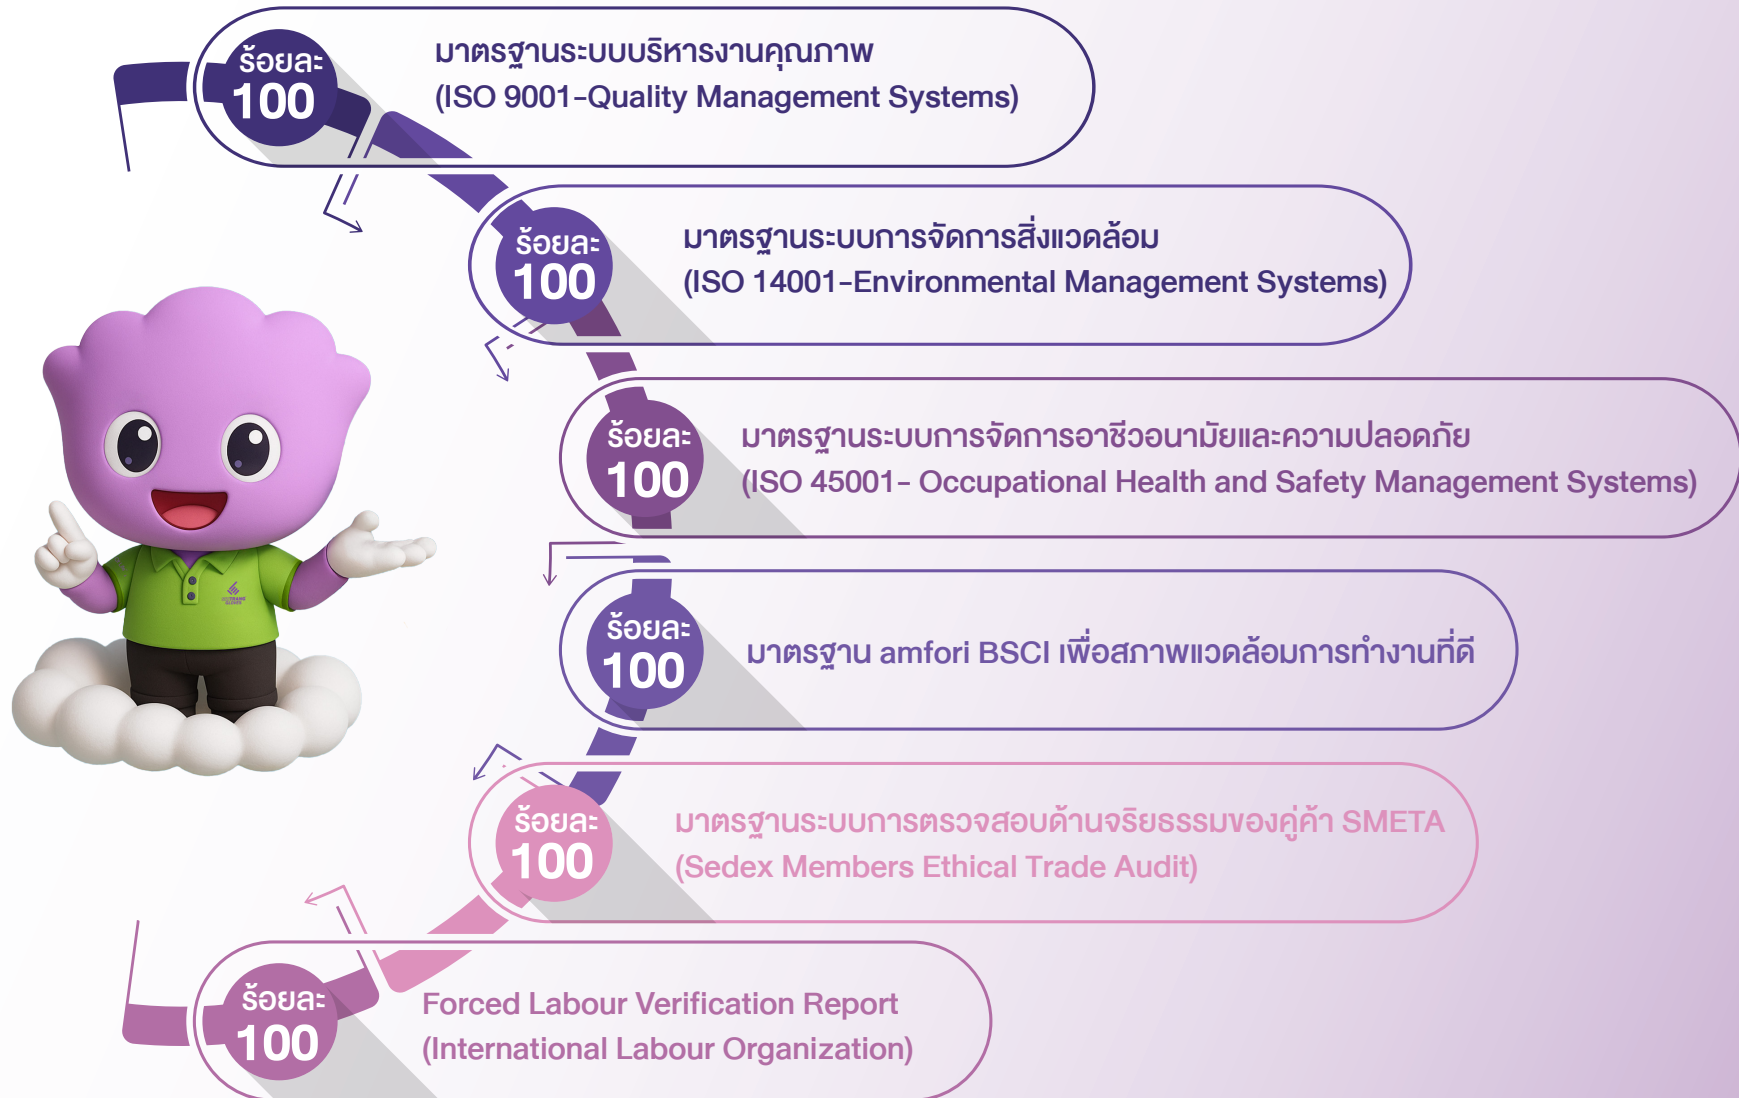 ร้อยละ
100
มาตรฐานระบบบริหารงานคุณภาพ
(ISO 9001-Quality Management Systems)
ร้อยละ
100
มาตรฐานระบบการจัดการสิ่งแวดล้อม
(ISO 14001-Environmental Management Systems)
ร้อยละ
100
มาตรฐานระบบการจัดการอาชีวอนามัยและความปลอดภัย
(ISO 45001- Occupational Health and Safety Management Systems)
ร้อยละ
100
มาตรฐาน amfori BSCI เพื่อสภาพแวดล้อมการทำงานที่ดี
ร้อยละ
100
มาตรฐานระบบการตรวจสอบด้านจริยธรรมของคู่ค้า SMETA
(Sedex Members Ethical Trade Audit)
ร้อยละ
100
Forced Labour Verification Report
(International Labour Organization)